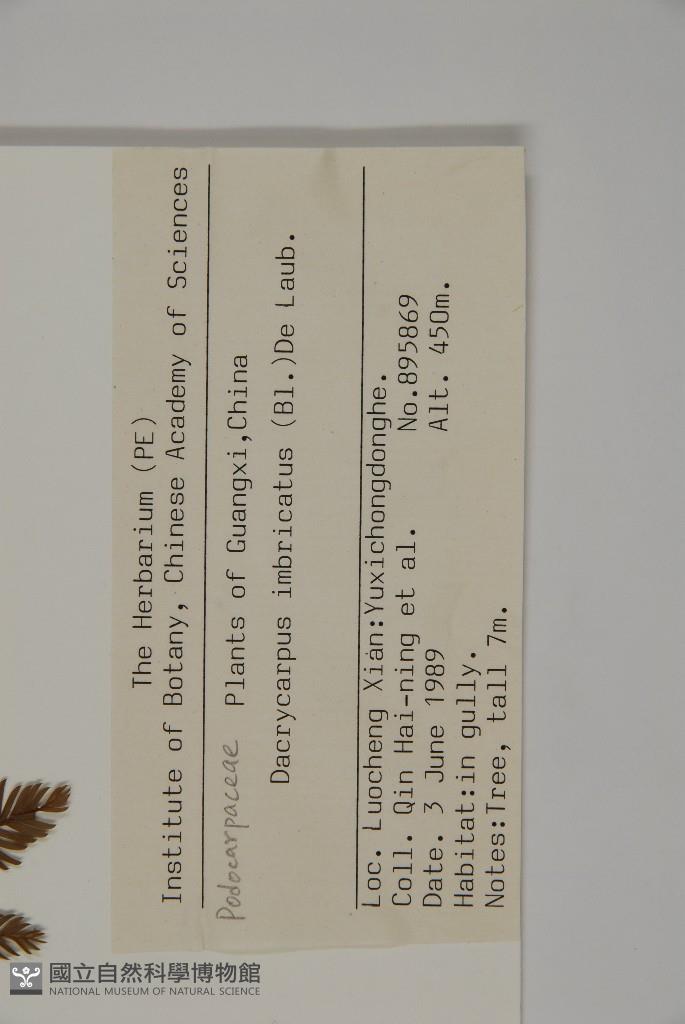 The Herbarium (PE)
Institute of Botany, Chinese Academy of Sciences
Podocarpaceae Plants of Guangxi,China
Dacrycarpus imbricatus (Bl.)De Laub.
Loc. Luocheng Xian:Yuxichongdonghe.
Coll. Qin Hai-ning et al. No.895869
Date. 3 June 1989 Alt. 450m.
Habitat:in gully.
Notes:Tree, tall 7m.
國立自然科學博物館
NATIONAL MUSEUM OF NATURAL SCIENCE